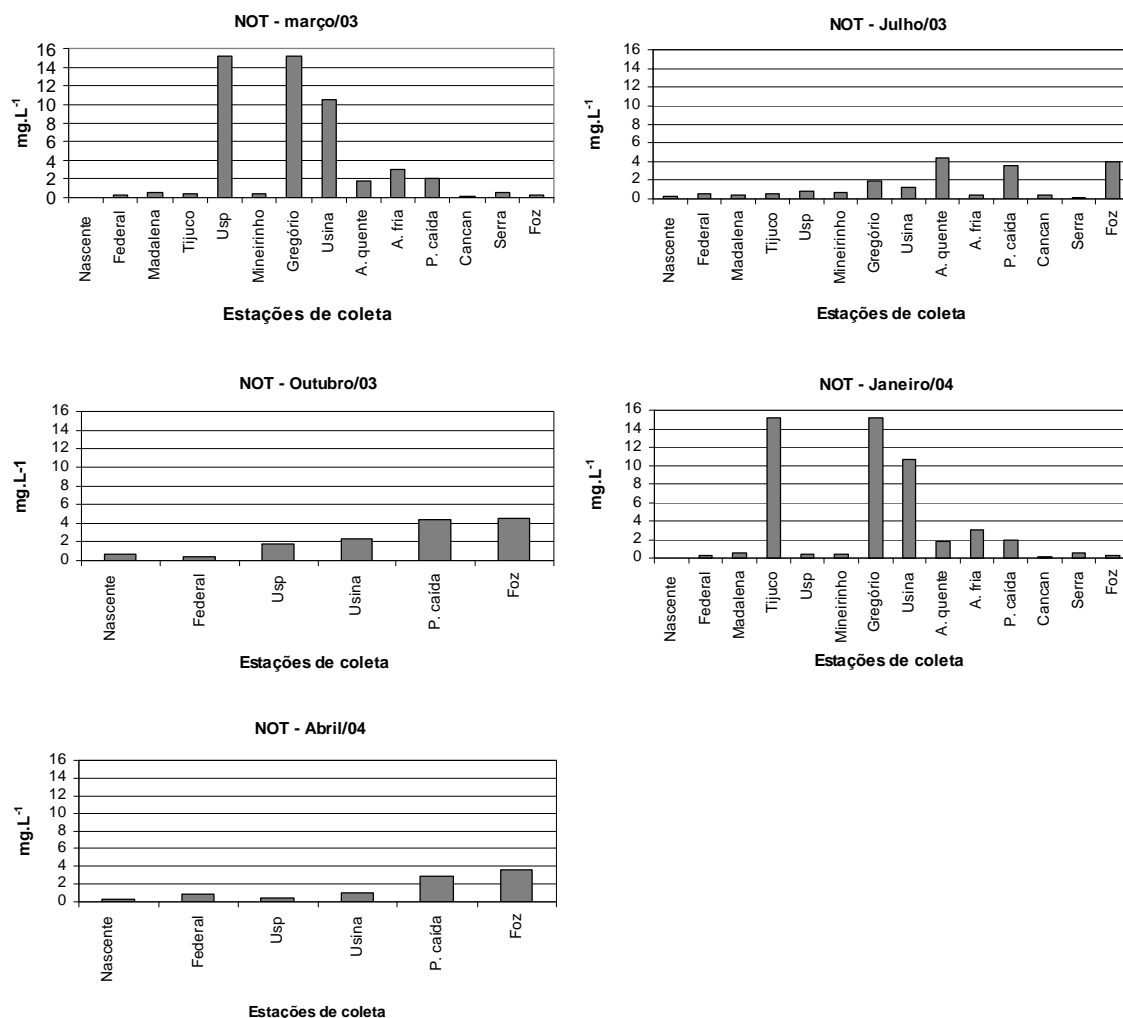 NOT - março/03
16
14
12
10
8
6
4
2
0
mg.L-1
Nascente
Federal
Madalena
Tijuco
Usp
Mineirinho
Gregório
Usina
A. quente
A. fria
P. caída
Cancan
Serra
Foz
Estações de coleta
NOT - Julho/03
16
14
12
10
8
6
4
2
0
mg.L-1
Nascente
Federal
Madalena
Tijuco
Usp
Mineirinho
Gregório
Usina
A. quente
A. fria
P. caída
Cancan
Serra
Foz
Estações de coleta
NOT - Outubro/03
16
14
12
10
8
6
4
2
0
mg.L-1
Nascente
Federal
Usp
Usina
P. caída
Foz
Estações de coleta
NOT - Janeiro/04
16
14
12
10
8
6
4
2
0
mg.L-1
Nascente
Federal
Madalena
Tijuco
Usp
Mineirinho
Gregório
Usina
A. quente
A. fria
P. caída
Cancan
Serra
Foz
Estações de coleta
NOT - Abril/04
16
14
12
10
8
6
4
2
0
mg.L-1
Nascente
Federal
Usp
Usina
P. caída
Foz
Estações de coleta